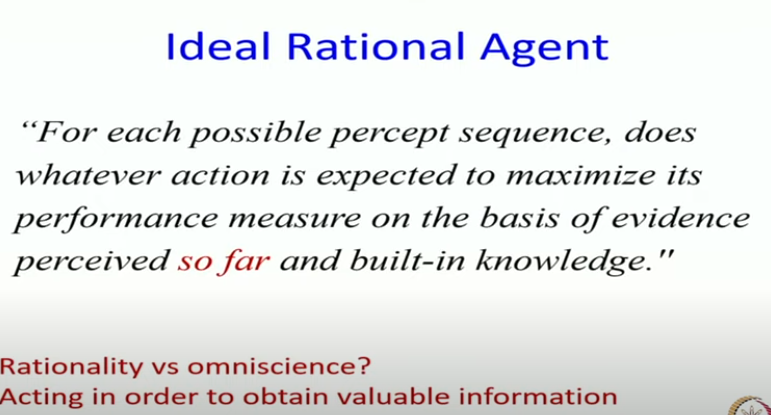 Ideal Rational Agent
“For each possible percept sequence, does
whatever action is expected to maximize its
performance measure on the basis of evidence
perceived so far and built-in knowledge."
Rationality vs omniscience?
Acting in order to obtain valuable information